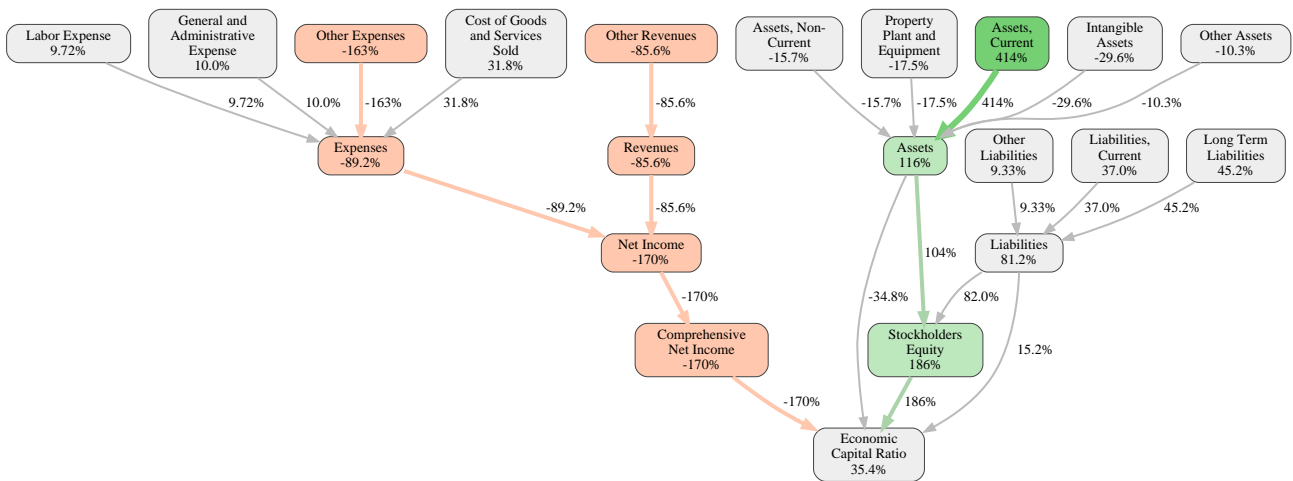 Labor Expense
9.72%
General and
Administrative
Expense
10.0%
Other Expenses
-163%
Cost of Goods
and Services
Sold
31.8%
Other Revenues
-85.6%
Assets, Non-
Current
-15.7%
Property
Plant and
Equipment
-17.5%
Assets,
Current
414%
Intangible
Assets
-29.6%
Other Assets
-10.3%
9.72%
10.0%
-163%
31.8%
-85.6%
-15.7%
-17.5%
414%
-29.6%
-10.3%
Expenses
-89.2%
Revenues
-85.6%
Assets
116%
Other
Liabilities
9.33%
Liabilities,
Current
37.0%
Long Term
Liabilities
45.2%
-89.2%
-85.6%
9.33%
37.0%
45.2%
Net Income
-170%
104%
Liabilities
81.2%
-170%
-34.8%
82.0%
Comprehensive
Net Income
-170%
Stockholders
Equity
186%
15.2%
-170%
186%
Economic
Capital Ratio
35.4%